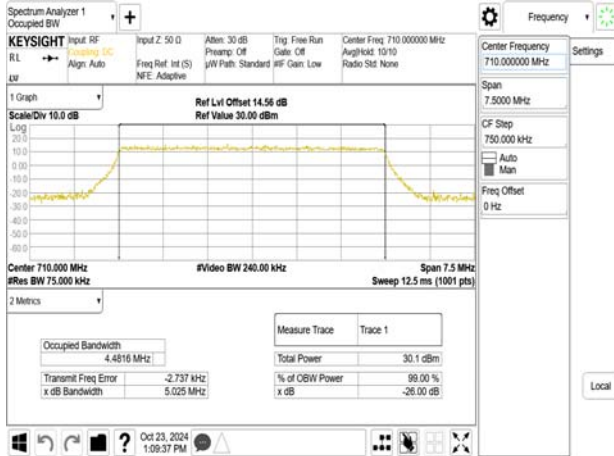 Spectrum Analyzer 1
Occupied BW
+
Frequency
KEYSIGHT
Input: RF
Coupling: DC
Align: Auto
Input Z: 50 Ω
Freq Ref: Int (S)
NFE: Adaptive
Atten: 30 dB
Preamp: Off
µW Path: Standard
Trig: Free Run
Gate: Off
#IF Gain: Low
Center Freq: 710.000000 MHz
Avg|Hold: 10/10
Radio Std: None
RL
Center Frequency
710.000000 MHz
Settings
Span
7.5000 MHz
CF Step
750.000 kHz
Auto
Man
Freq Offset
0 Hz
Local
1 Graph
Scale/Div 10.0 dB
Ref Lvl Offset 14.56 dB
Ref Value 30.00 dBm
Log
20.0
10.0
0.00
-10.0
-20.0
-30.0
-40.0
-50.0
-60.0
Center 710.000 MHz
#Res BW 75.000 kHz
#Video BW 240.00 kHz
Span 7.5 MHz
Sweep 12.5 ms (1001 pts)
2 Metrics
Occupied Bandwidth
4.4816 MHz
Transmit Freq Error -2.737 kHz
x dB Bandwidth 5.025 MHz
Measure Trace Trace 1
Total Power 30.1 dBm
% of OBW Power 99.00 %
x dB -26.00 dB
?
Oct 23, 2024
1:09:37 PM